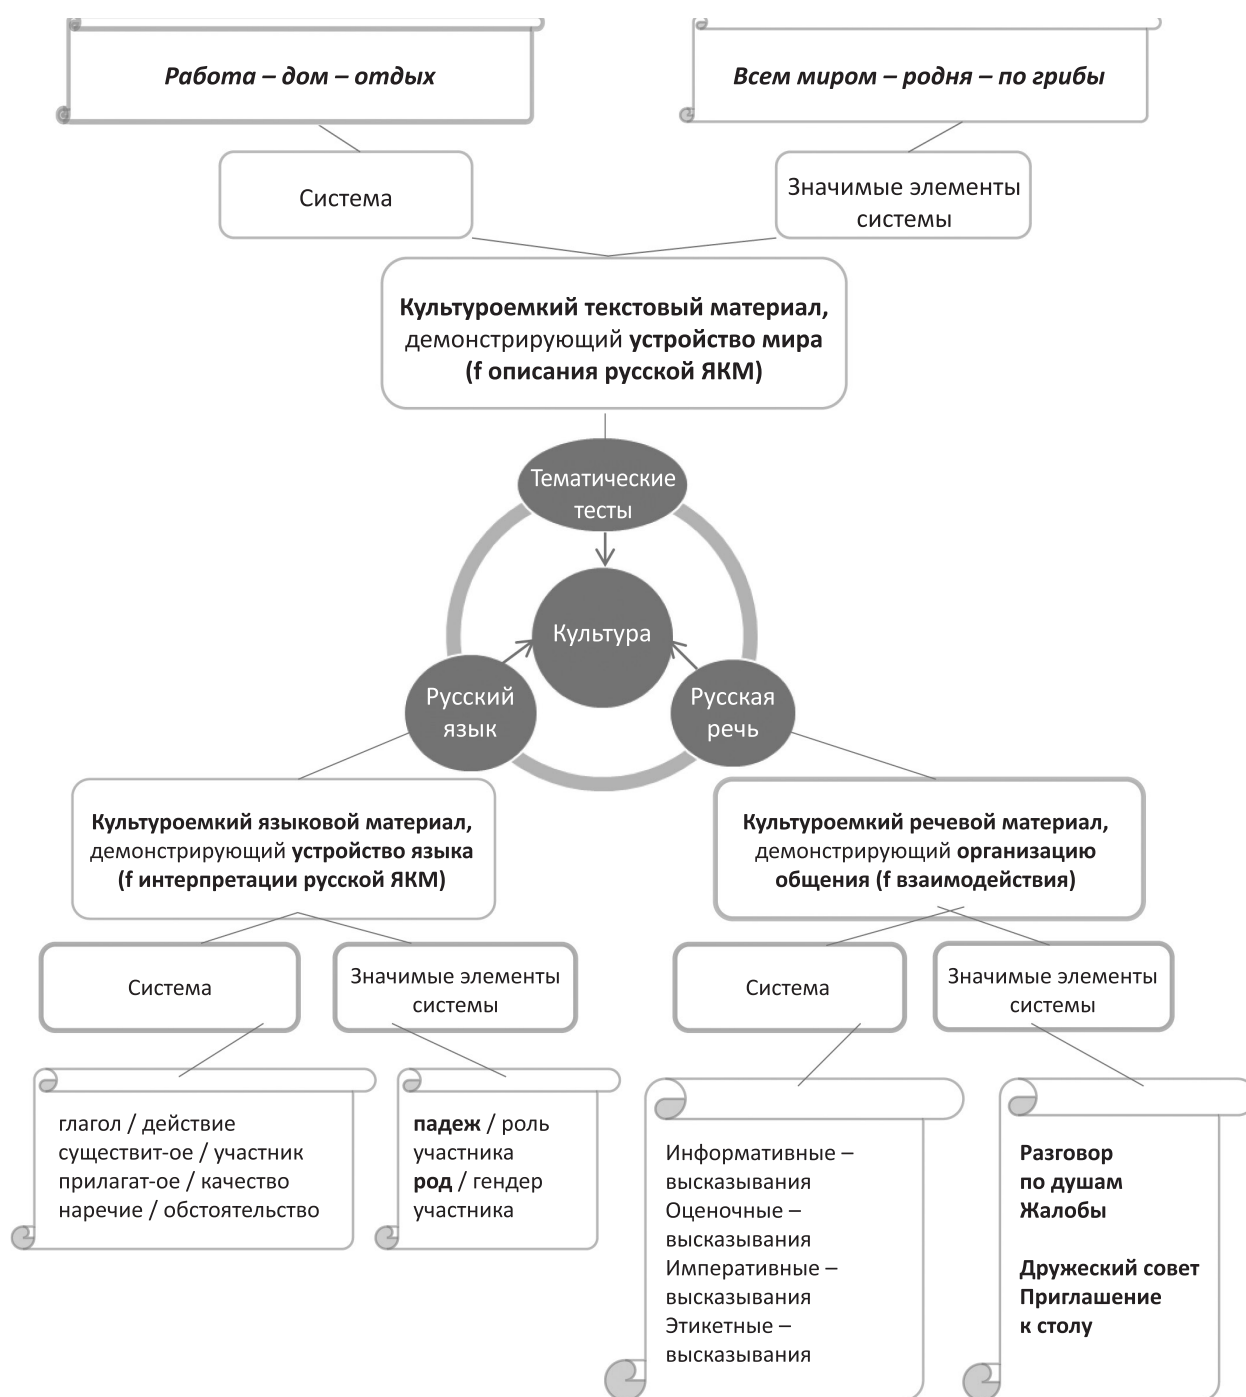 Работа – дом – отдых
Всем миром – родня – по грибы
Система
Значимые элементы
системы
Культуроемкий текстовый материал,
демонстрирующий устройство мира
(f описания русской ЯКМ)
Тематические
тесты
Культура
Русский
язык
Русская
речь
Культуроемкий языковой материал,
демонстрирующий устройство языка
(f интерпретации русской ЯКМ)
Культуроемкий речевой материал,
демонстрирующий организацию
общения (f взаимодействия)
Система
Значимые элементы
системы
Система
Значимые элементы
системы
глагол / действие
существит-ое / участник
прилагат-ое / качество
наречие / обстоятельство
падеж / роль
участника
род / гендер
участника
Информативные –
высказывания
Оценочные –
высказывания
Императивные –
высказывания
Этикетные –
высказывания
Разговор
по душам
Жалобы
Дружеский совет
Приглашение
к столу